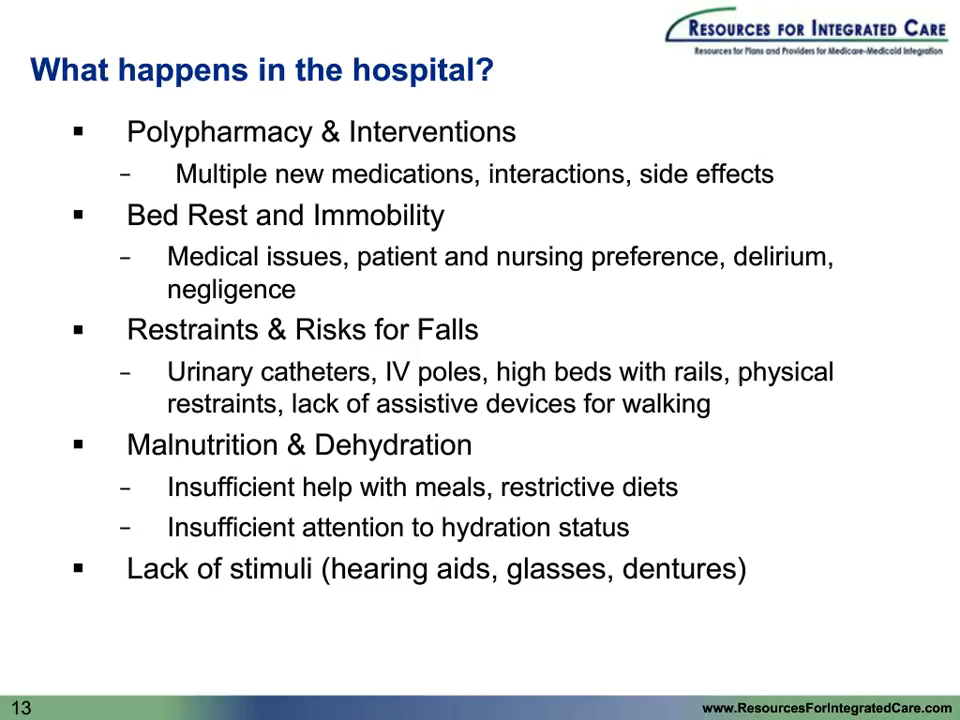 RESOURCES FOR INTEGRATED CARE
Resources for Plans and Providers for Medicare-Medicaid Integration
What happens in the hospital?
▪ Polypharmacy & Interventions
– Multiple new medications, interactions, side effects
▪ Bed Rest and Immobility
– Medical issues, patient and nursing preference, delirium,
negligence
▪ Restraints & Risks for Falls
– Urinary catheters, IV poles, high beds with rails, physical
restraints, lack of assistive devices for walking
▪ Malnutrition & Dehydration
– Insufficient help with meals, restrictive diets
– Insufficient attention to hydration status
▪ Lack of stimuli (hearing aids, glasses, dentures)
13
www.ResourcesForIntegratedCare.com